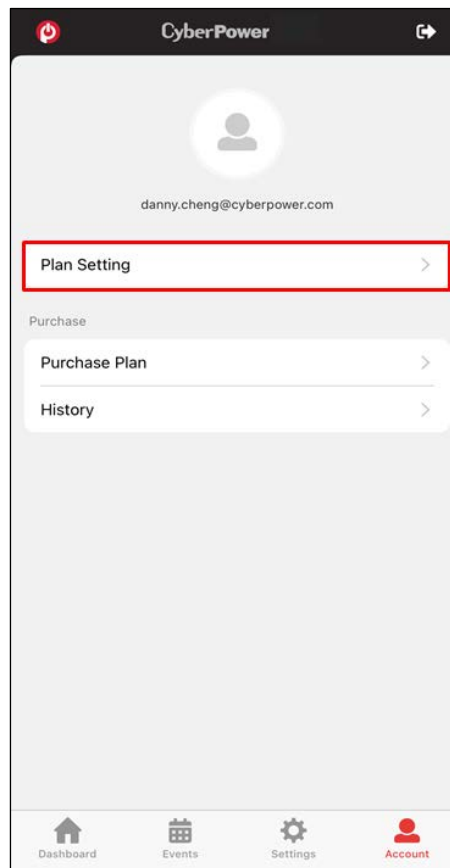 CyberPower
danny.cheng@cyberpower.com
Plan Setting
Purchase
Purchase Plan
History
Dashboard Events Settings Account